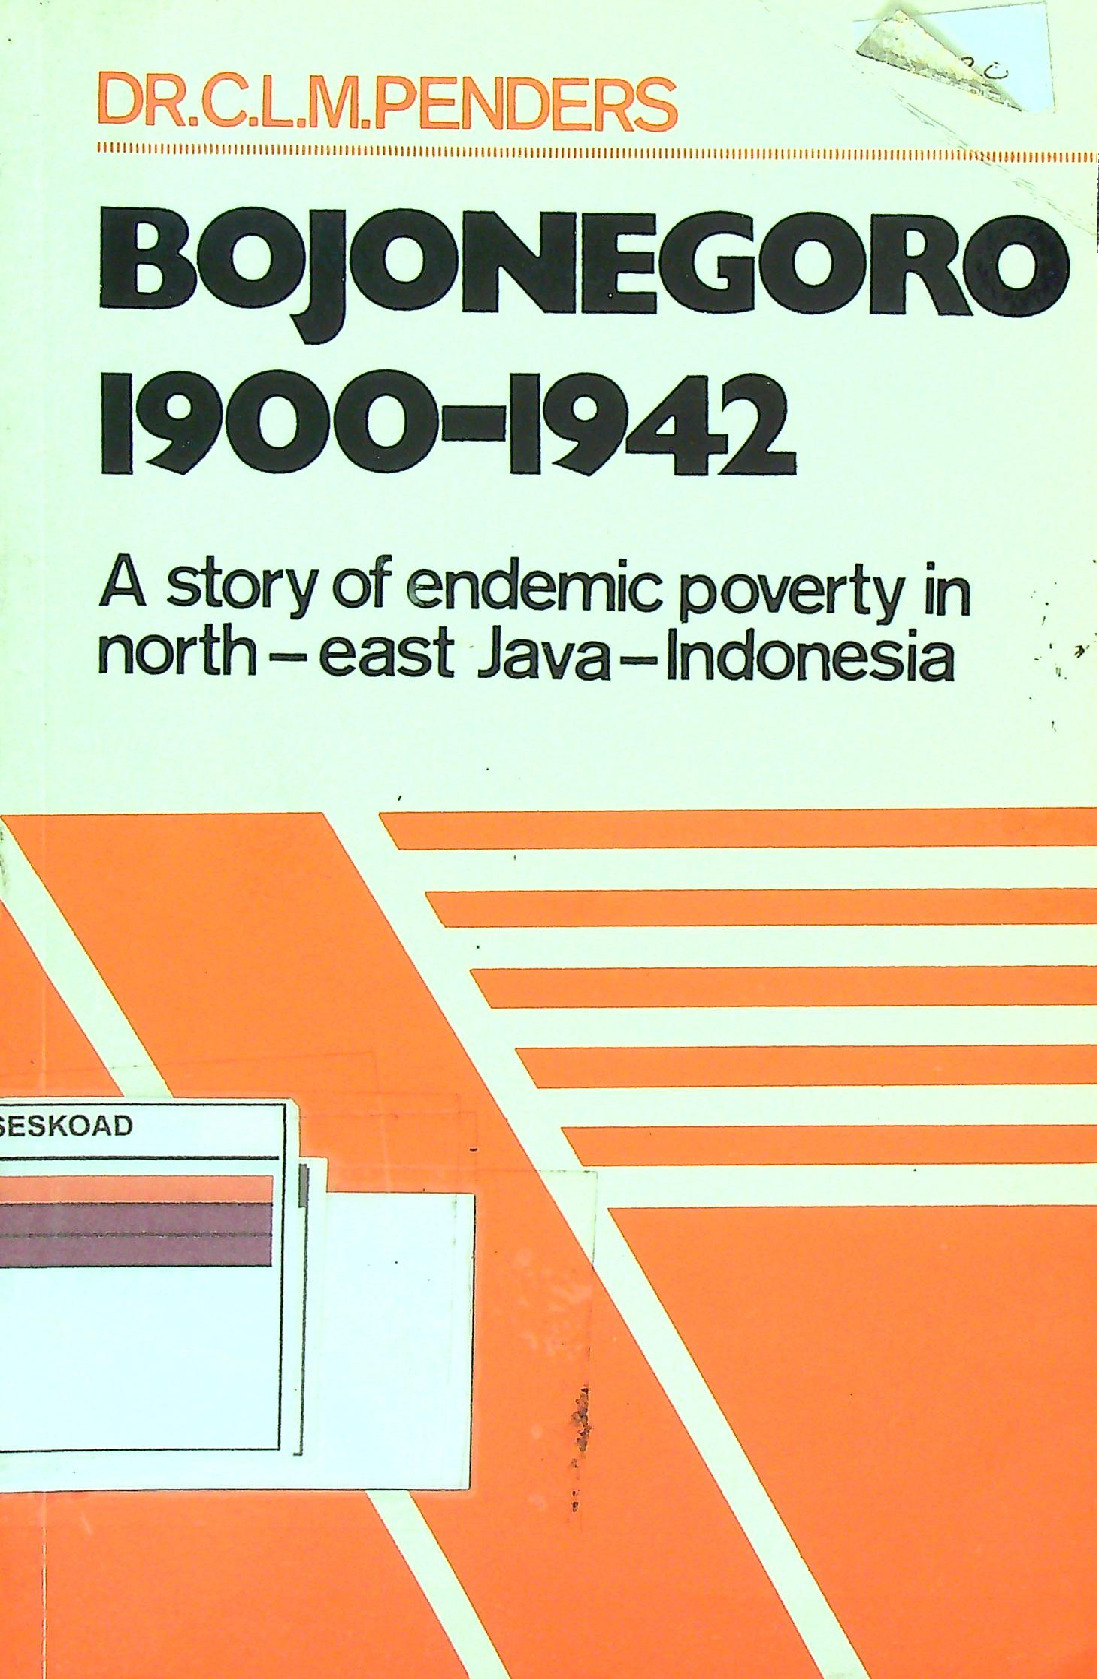 DR.C.L.M.PENDERS
BOJONEGORO
1900–1942
A story of endemic poverty in
north – east Java – Indonesia
SESKOAD